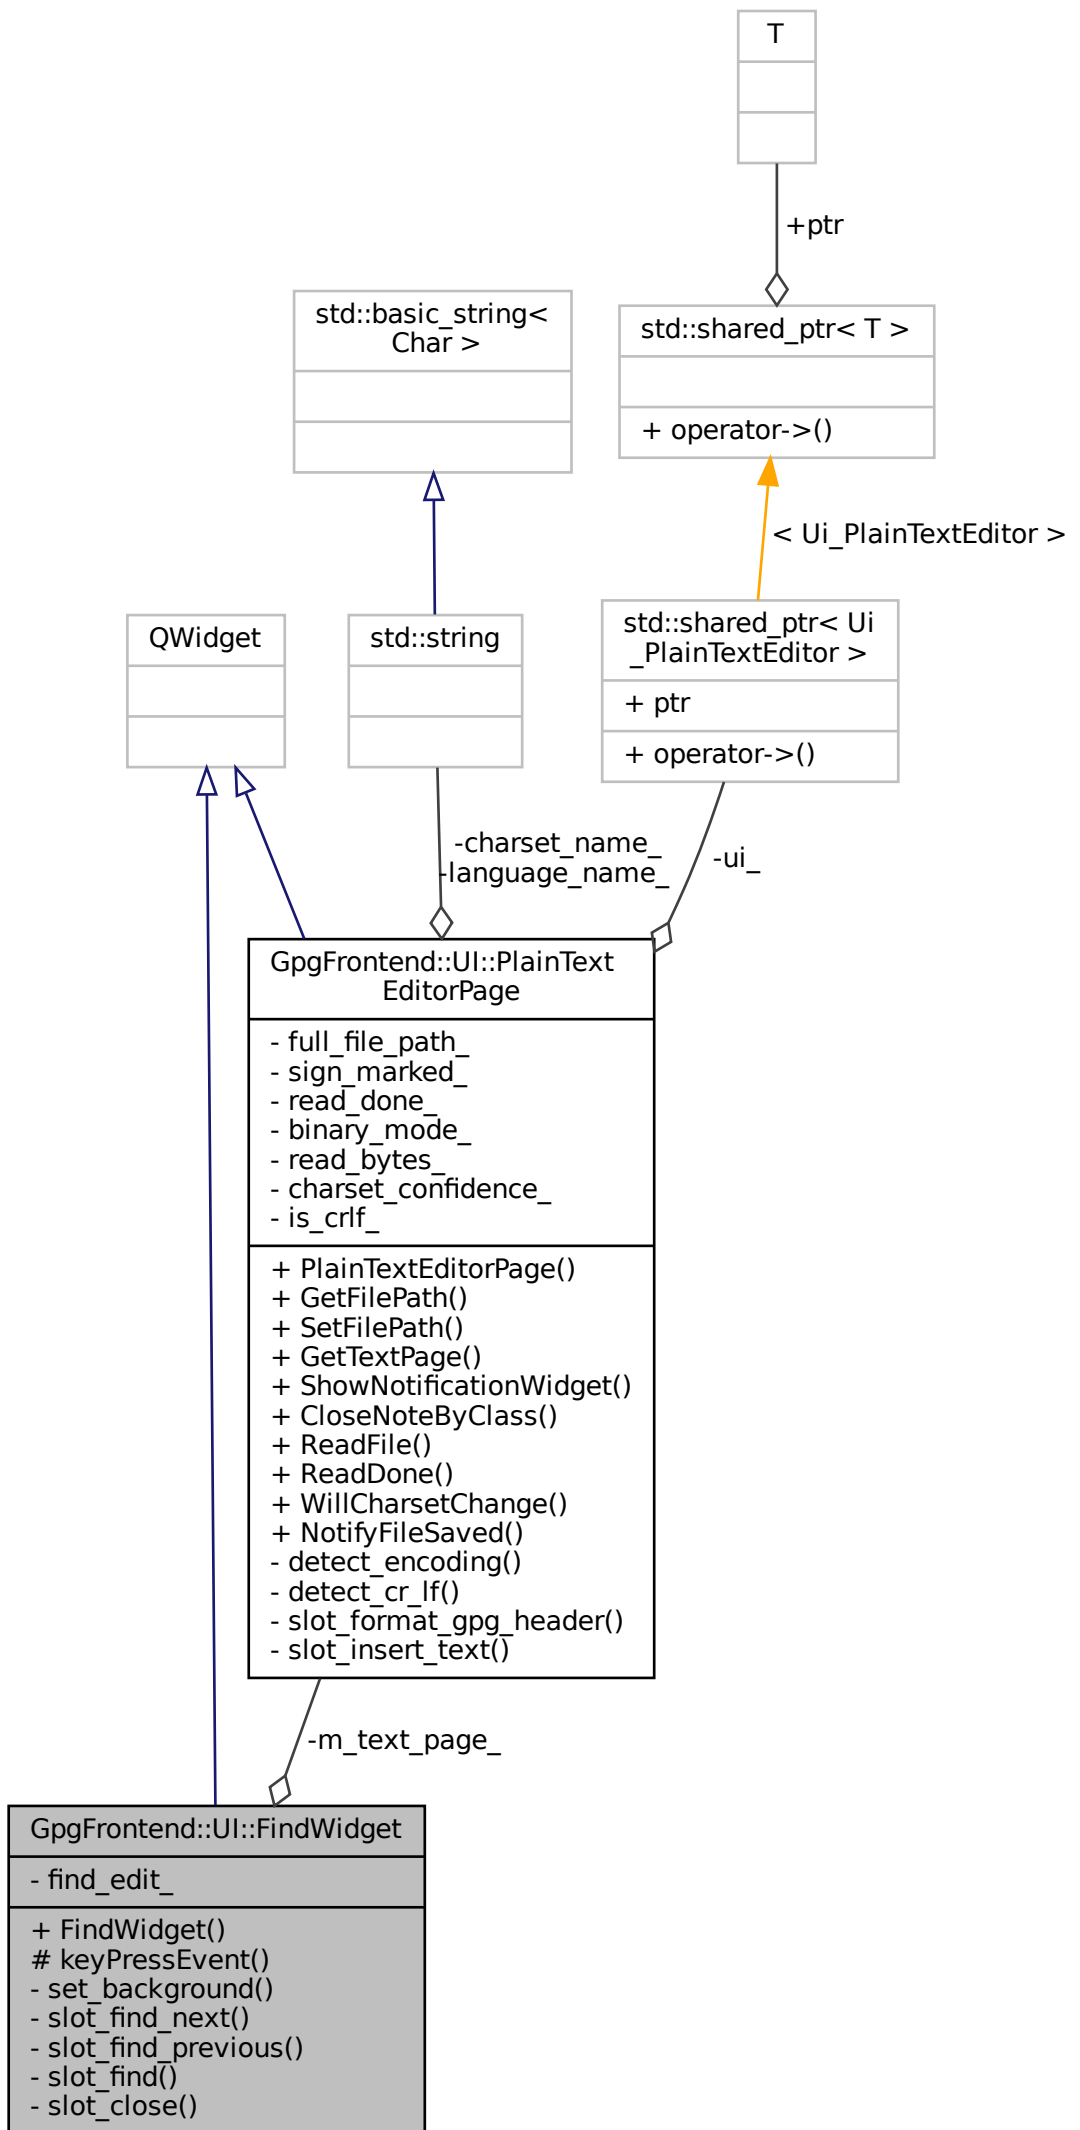 T
+ptr
std::basic_string<
Char >
std::shared_ptr< T >
+ operator->()
< Ui_PlainTextEditor >
QWidget
std::string
std::shared_ptr< Ui
_PlainTextEditor >
+ ptr
+ operator->()
-charset_name_
-language_name_
-ui_
GpgFrontend::UI::PlainText
EditorPage
- full_file_path_
- sign_marked_
- read_done_
- binary_mode_
- read_bytes_
- charset_confidence_
- is_crlf_
+ PlainTextEditorPage()
+ GetFilePath()
+ SetFilePath()
+ GetTextPage()
+ ShowNotificationWidget()
+ CloseNoteByClass()
+ ReadFile()
+ ReadDone()
+ WillCharsetChange()
+ NotifyFileSaved()
- detect_encoding()
- detect_cr_lf()
- slot_format_gpg_header()
- slot_insert_text()
-m_text_page_
GpgFrontend::UI::FindWidget
- find_edit_
+ FindWidget()
# keyPressEvent()
- set_background()
- slot_find_next()
- slot_find_previous()
- slot_find()
- slot_close()